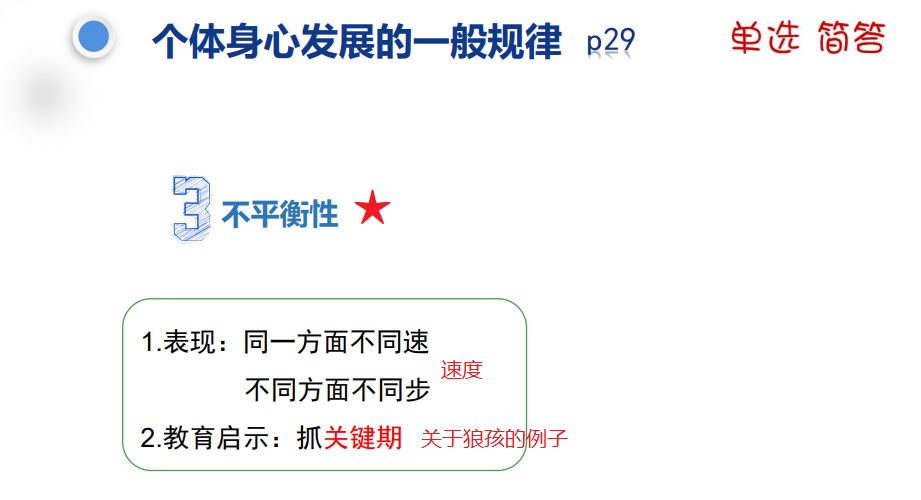 个体身心发展的一般规律 p29 单选 简答
3 不平衡性
1.表现：同一方面不同速
速度
不同方面不同步
2.教育启示：抓关键期 关于狼孩的例子